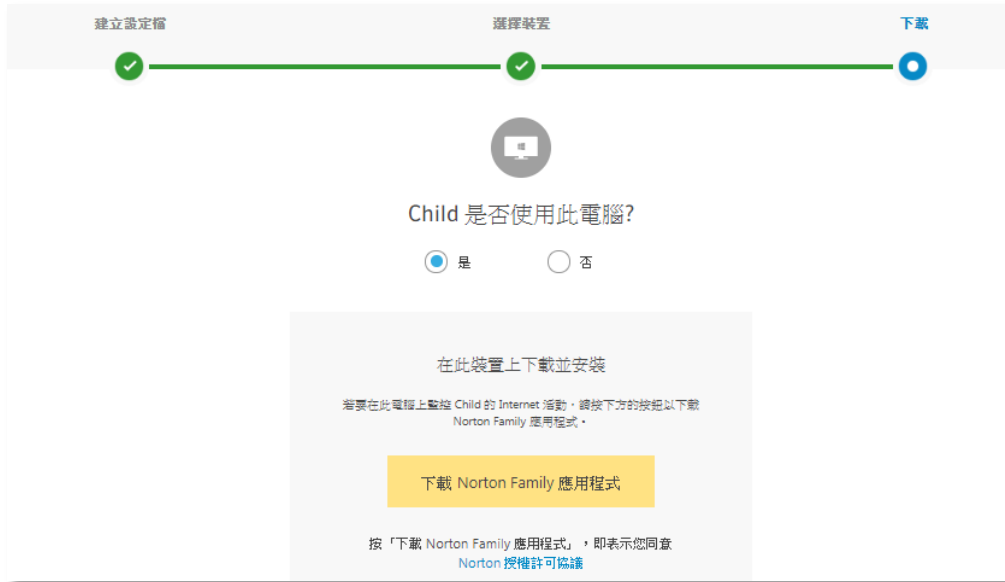 建立設定檔 選擇裝置 下載
Child 是否使用此電腦?
是 否
在此裝置上下載並安裝
若要在此電腦上監控 Child 的 Internet 活動，請按下方的按鈕以下載
Norton Family 應用程式。
下載 Norton Family 應用程式
按「下載 Norton Family 應用程式」，即表示您同意
Norton 授權許可協議